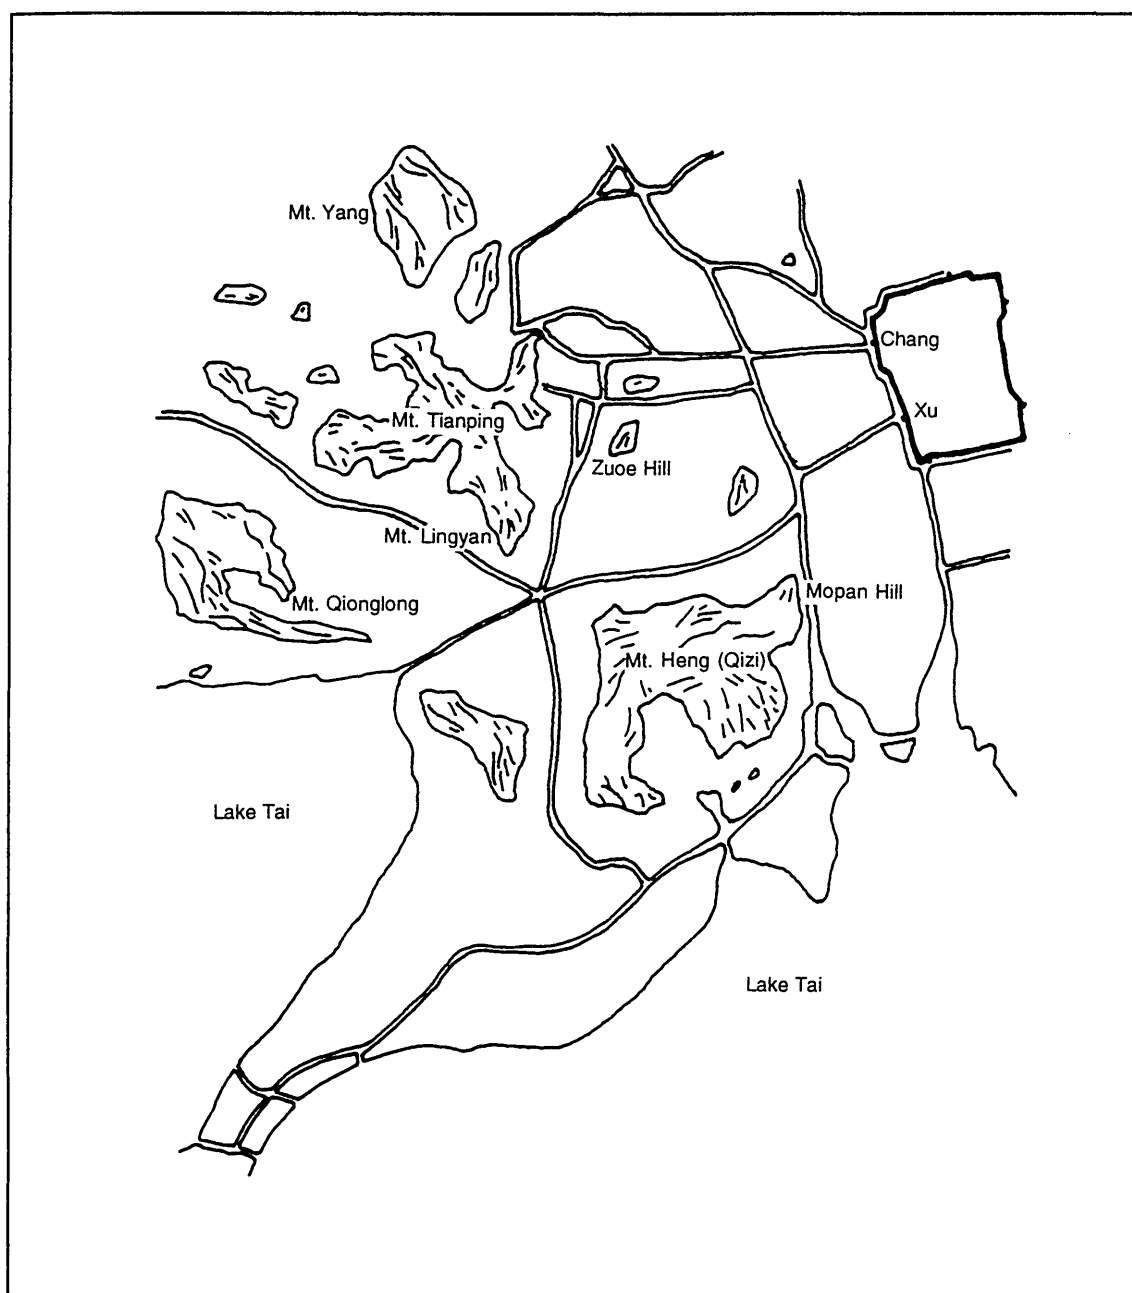 Mt. Yang
Chang
Xu
Mt. Tianping
Zuoe Hill
Mt. Lingyan
Mopan Hill
Mt. Qionglong
Mt. Heng (Qizi)
Lake Tai
Lake Tai